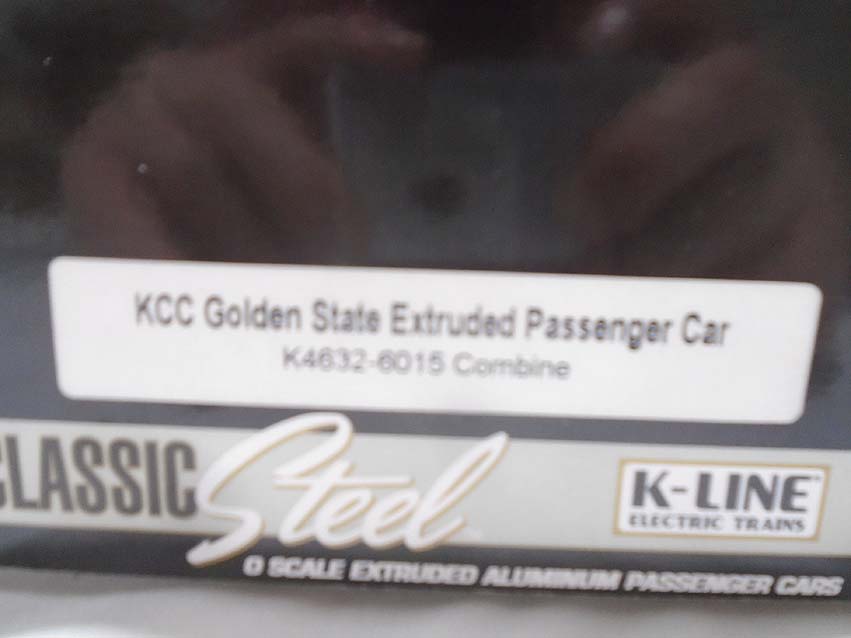 KCC Golden State Extruded Passenger Car
K4632-6015 Combine
CLASSIC Steel
K-LINE
ELECTRIC TRAINS
O SCALE EXTRUDED ALUMINUM PASSENGER CARS